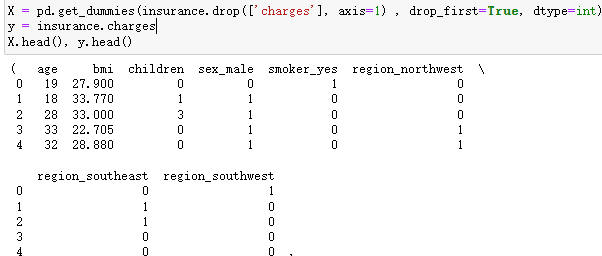 X = pd.get_dummies(insurance.drop(['charges'], axis=1) , drop_first=True, dtype=int)
y = insurance.charges
X.head(), y.head()
(   age     bmi  children  sex_male  smoker_yes  region_northwest  \
0   19  27.900         0         0           1                 0
1   18  33.770         1         1           0                 0
2   28  33.000         3         1           0                 0
3   33  22.705         0         1           0                 1
4   32  28.880         0         1           0                 1
region_southeast  region_southwest
0                 0                 1
1                 1                 0
2                 1                 0
3                 0                 0
4                 0                 0  ,